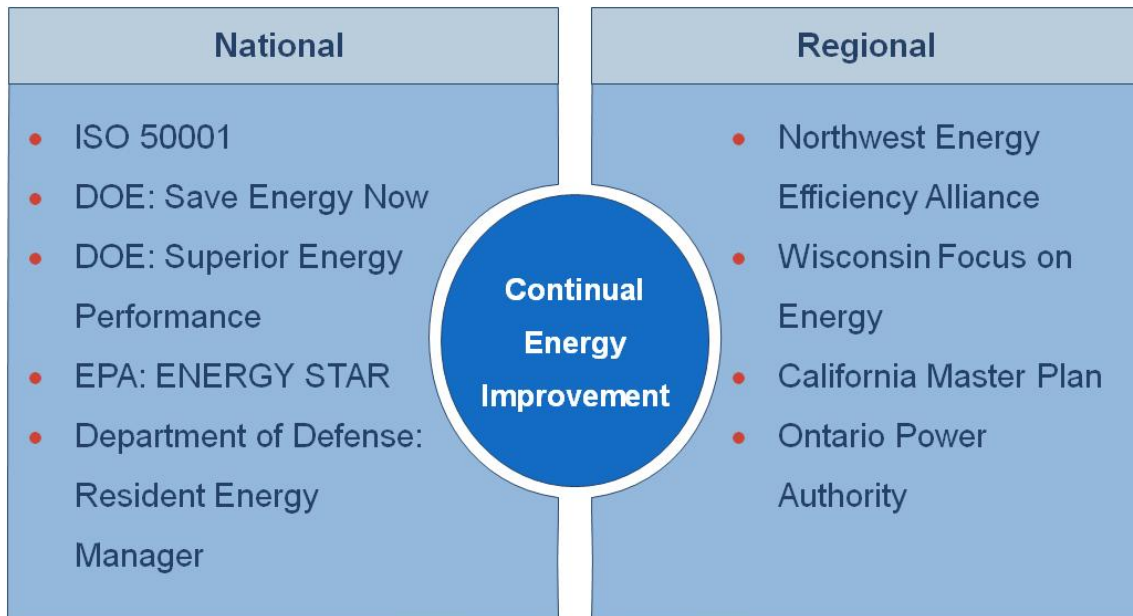 National
ISO 50001
DOE: Save Energy Now
DOE: Superior Energy
Performance
EPA: ENERGY STAR
Department of Defense:
Resident Energy
Manager
Continual
Energy
Improvement
Regional
Northwest Energy
Efficiency Alliance
Wisconsin Focus on
Energy
California Master Plan
Ontario Power
Authority